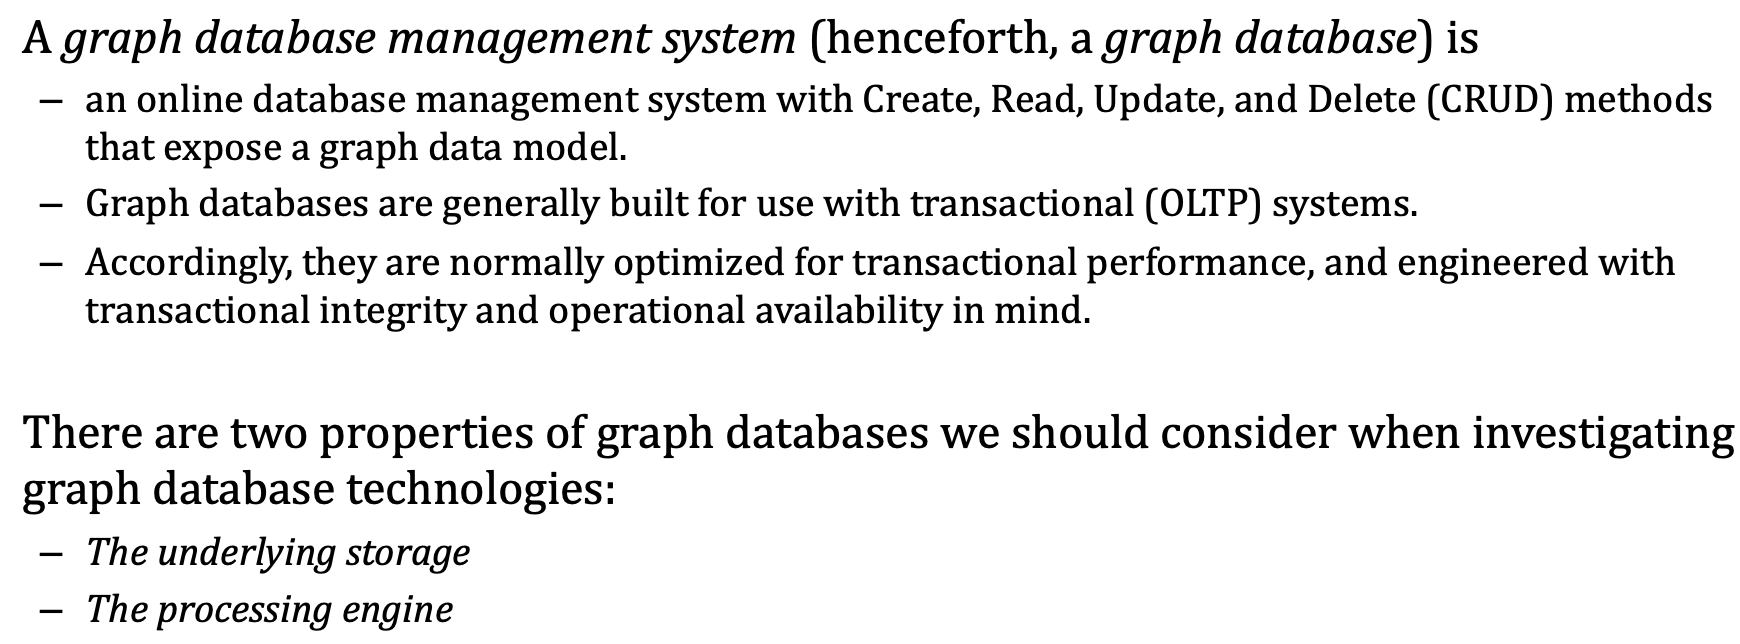 A graph database management system (henceforth, a graph database) is
– an online database management system with Create, Read, Update, and Delete (CRUD) methods
that expose a graph data model.
– Graph databases are generally built for use with transactional (OLTP) systems.
– Accordingly, they are normally optimized for transactional performance, and engineered with
transactional integrity and operational availability in mind.
There are two properties of graph databases we should consider when investigating
graph database technologies:
– The underlying storage
– The processing engine